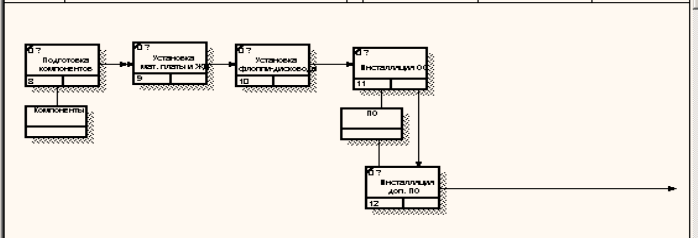 ?
Подготовка
компонентов
8
?
Установка
мат. платы и Ж
9
?
Установка
флоппи-дисковода
10
?
Инсталляция ОС
11
Компоненты
ПО
?
Инсталляция
доп. ПО
12